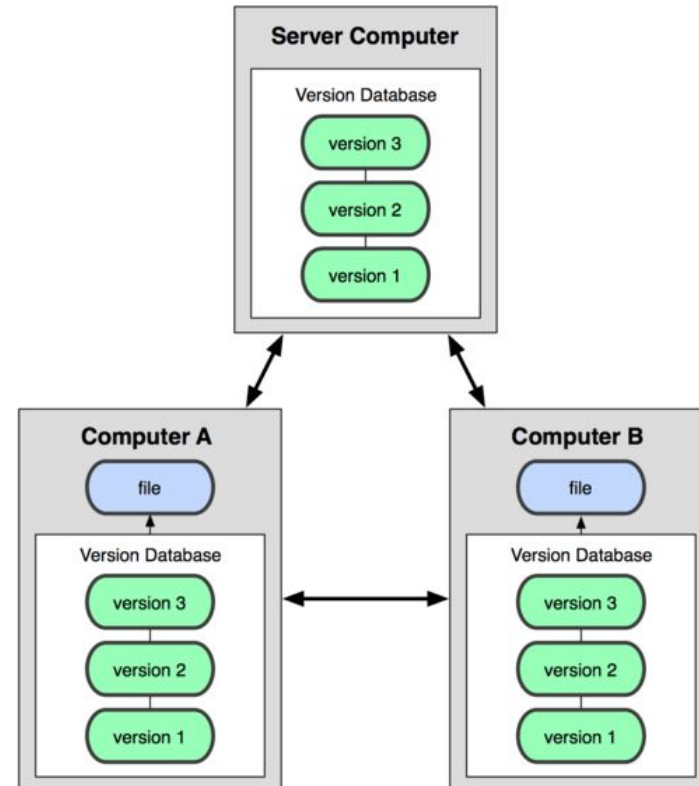 Server Computer
Version Database
version 3
version 2
version 1
Computer A
file
Version Database
version 3
version 2
version 1
Computer B
file
Version Database
version 3
version 2
version 1